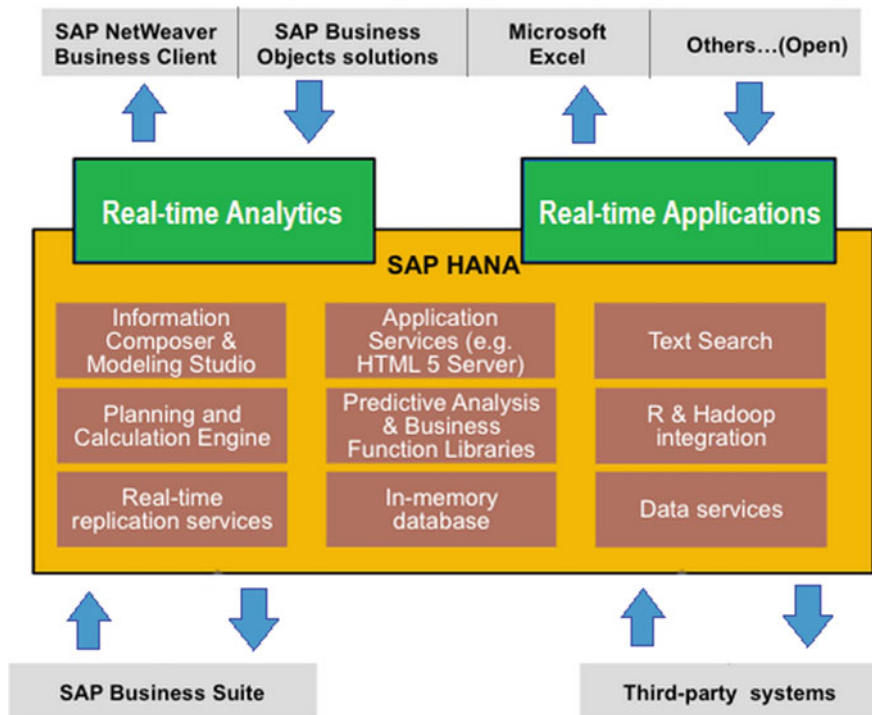 SAP NetWeaver
Business Client
SAP Business
Objects solutions
Microsoft
Excel
Others...(Open)
Real-time Analytics
Real-time Applications
SAP HANA
Information
Composer &
Modeling Studio
Application
Services (e.g.
HTML 5 Server)
Text Search
Planning and
Calculation Engine
Predictive Analysis
& Business
Function Libraries
R & Hadoop
integration
Real-time
replication services
In-memory
database
Data services
SAP Business Suite
Third-party systems